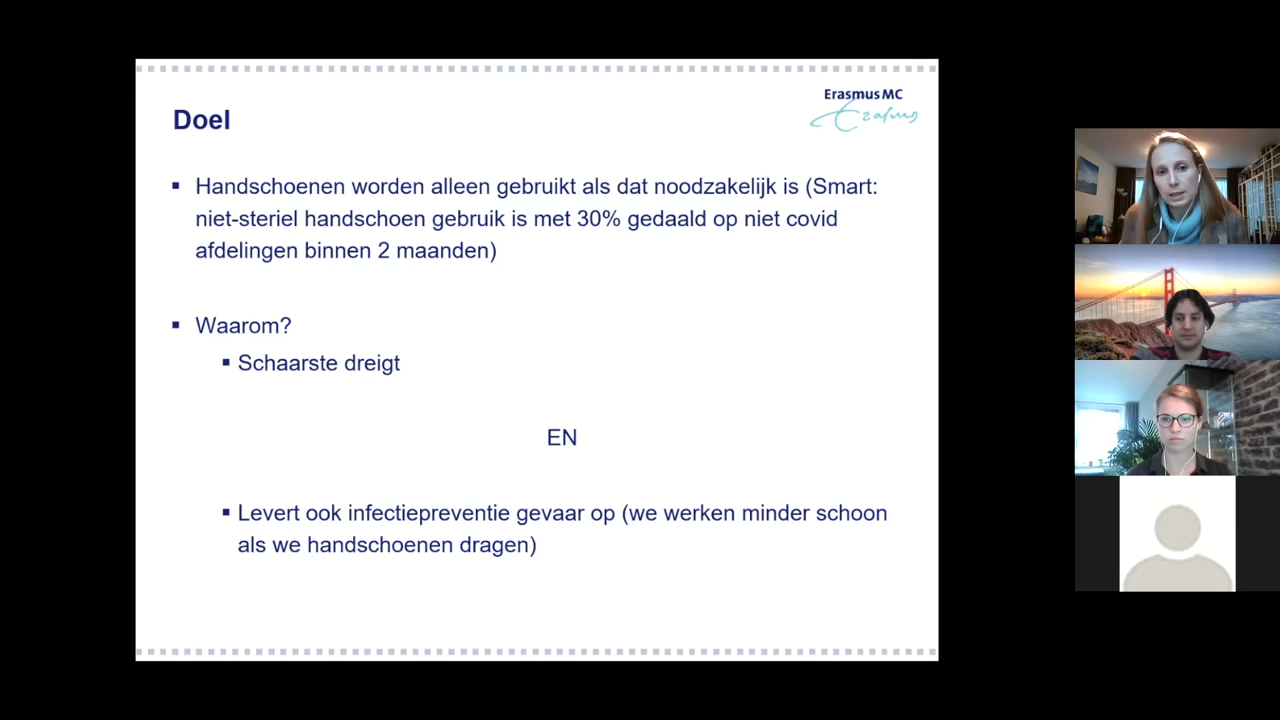 Erasmus MC
Erasmus
Doel
Handschoenen worden alleen gebruikt als dat noodzakelijk is (Smart:
niet-steriel handschoen gebruik is met 30% gedaald op niet covid
afdelingen binnen 2 maanden)
Waarom?
Schaarste dreigt
EN
Levert ook infectiepreventie gevaar op (we werken minder schoon
als we handschoenen dragen)